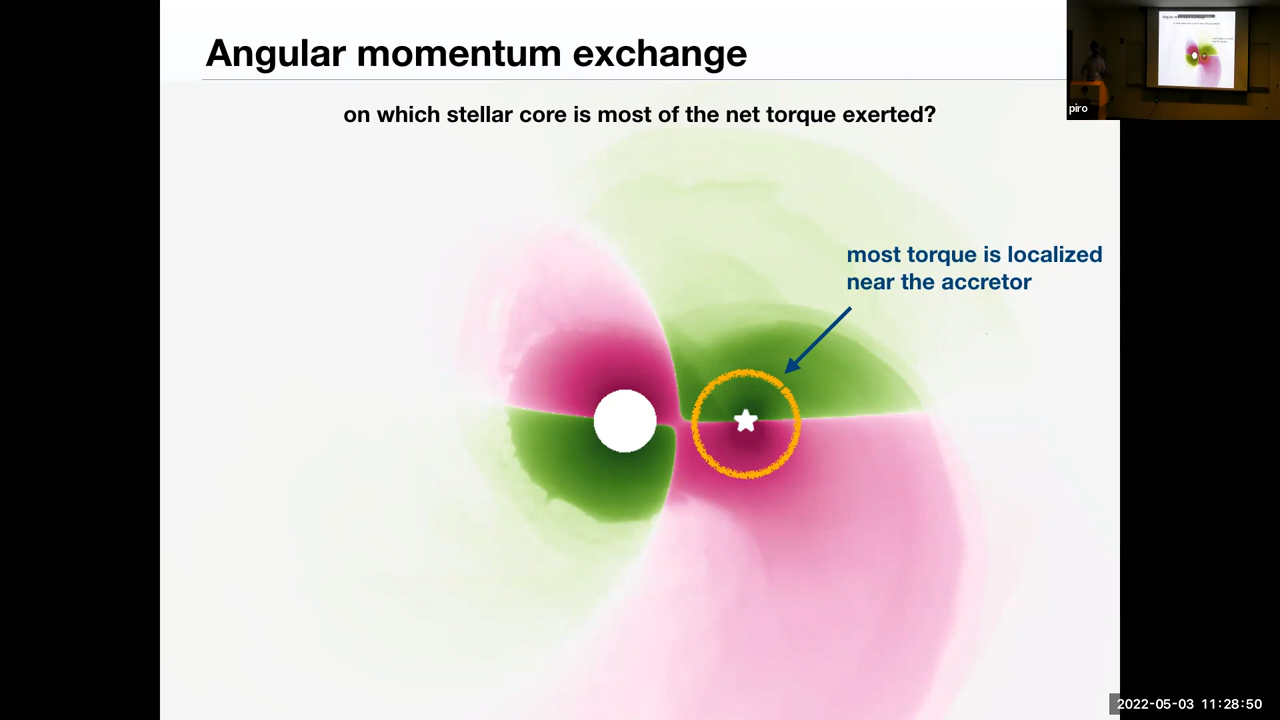 Angular momentum exchange
on which stellar core is most of the net torque exerted?
most torque is localized
near the accretor
piro
2022-05-03 11:28:50